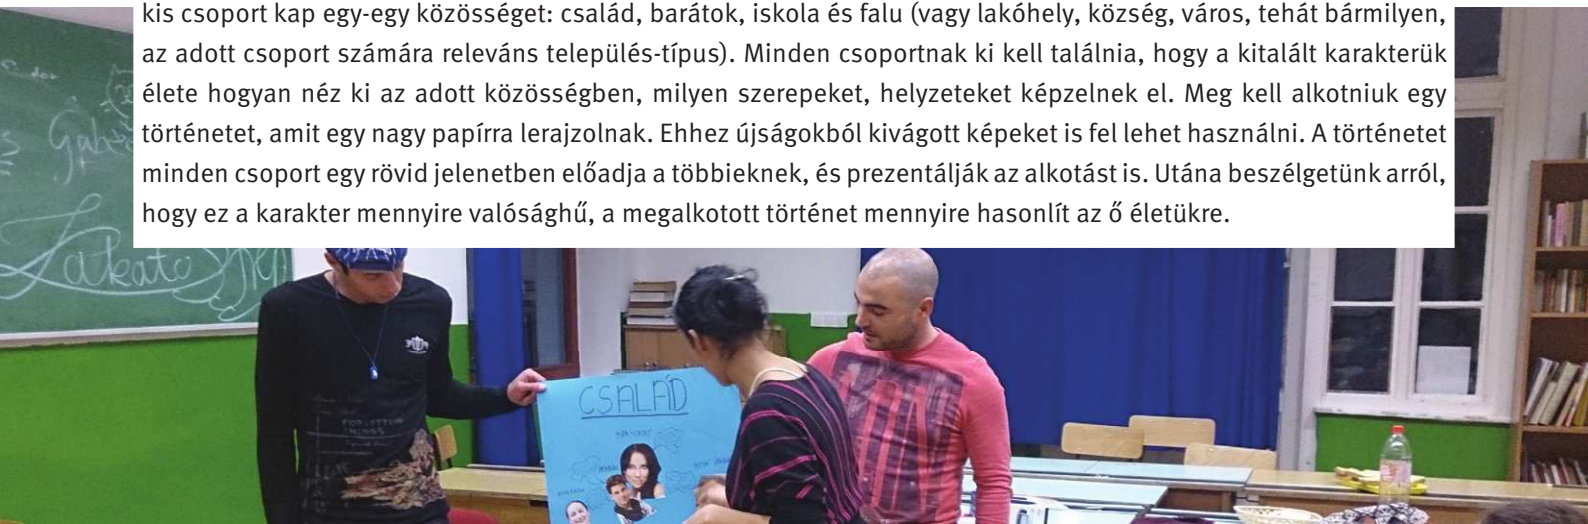 kis csoport kap egy-egy közösséget: család, barátok, iskola és falu (vagy lakóhely, község, város, tehát bármilyen,
az adott csoport számára releváns település-típus). Minden csoportnak ki kell találnia, hogy a kitalált karakterük
élete hogyan néz ki az adott közösségben, milyen szerepeket, helyzeteket képzelnek el. Meg kell alkotniuk egy
történetet, amit egy nagy papírra lerajzolnak. Ehhez újságokból kivágott képeket is fel lehet használni. A történetet
minden csoport egy rövid jelenetben előadja a többieknek, és prezentálják az alkotást is. Utána beszélgetünk arról,
hogy ez a karakter mennyire valósághű, a megalkotott történet mennyire hasonlít az ő életükre.
CSALÁD